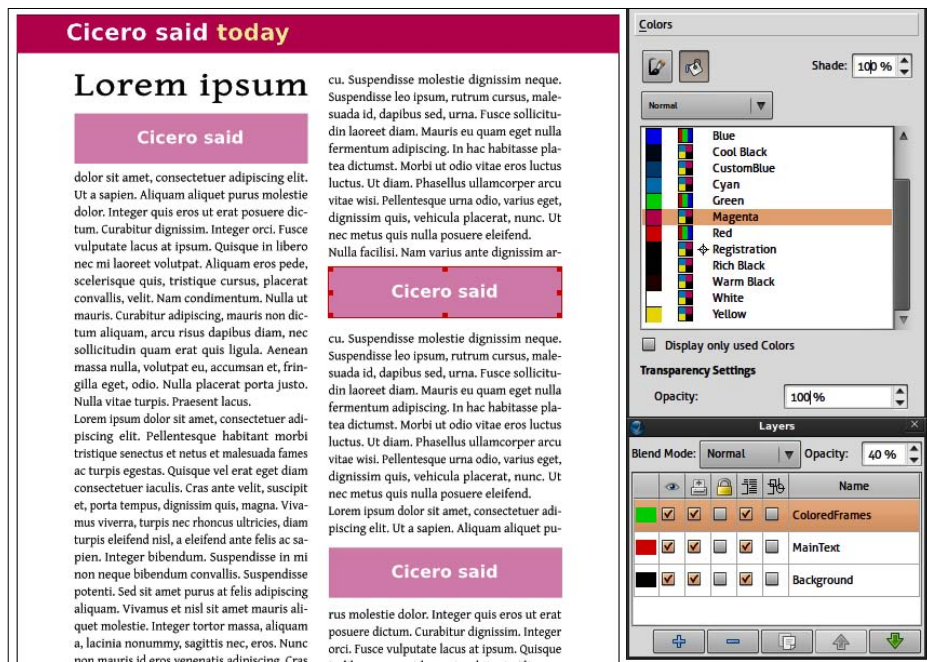 Cicero said today
Lorem ipsum
Cicero said
dolor sit amet, consectetuer adipiscing elit.
Ut a sapien. Aliquam aliquet purus molestie
dolor. Integer quis eros ut erat posuere dic-
tum. Curabitur dignissim. Integer orci. Fusce
vulputate lacus at ipsum. Quisque in libero
nec mi laoreet volutpat. Aliquam eros pede,
scelerisque quis, tristique cursus, placerat
convallis, velit. Nam condimentum. Nulla ut
mauris. Curabitur adipiscing, mauris non dic-
tum aliquam, arcu risus dapibus diam, nec
sollicitudin quam erat quis ligula. Aenean
massa nulla, volutpat eu, accumsan et, frin-
gilla eget, odio. Nulla placerat porta justo.
Nulla vitae turpis. Praesent lacus.
Lorem ipsum dolor sit amet, consectetuer adi-
piscing elit. Pellentesque habitant morbi
tristique senectus et netus et malesuada fames
ac turpis egestas. Quisque vel erat eget diam
consectetuer iaculis. Cras ante velit, suscipit
et, porta tempus, dignissim quis, magna. Viva-
mus viverra, turpis nec rhoncus ultricies, diam
turpis eleifend nisl, a eleifend ante felis ac sa-
pien. Integer bibendum. Suspendisse in mi
non neque bibendum convallis. Suspendisse
potenti. Sed sit amet purus at felis adipiscing
aliquam. Vivamus et nisl sit amet mauris ali-
quet molestie. Integer tortor massa, aliquam
a, lacinia nonummy, sagittis nec, eros. Nunc
non mauris id eros venenatis adipiscing. Cras
cu. Suspendisse molestie dignissim neque.
Suspendisse leo ipsum, rutrum cursus, male-
suada id, dapibus sed, urna. Fusce sollicitu-
din laoreet diam. Mauris eu quam eget nulla
fermentum adipiscing. In hac habitasse pla-
tea dictumst. Morbi ut odio vitae eros luctus
luctus. Ut diam. Phasellus ullamcorper arcu
vitae wisi. Pellentesque urna odio, varius eget,
dignissim quis, vehicula placerat, nunc. Ut
nec metus quis nulla posuere eleifend.
Nulla facilisi. Nam varius ante dignissim ar-
Cicero said
cu. Suspendisse molestie dignissim neque.
Suspendisse leo ipsum, rutrum cursus, male-
suada id, dapibus sed, urna. Fusce sollicitu-
din laoreet diam. Mauris eu quam eget nulla
fermentum adipiscing. In hac habitasse pla-
tea dictumst. Morbi ut odio vitae eros luctus
luctus. Ut diam. Phasellus ullamcorper arcu
vitae wisi. Pellentesque urna odio, varius eget,
dignissim quis, vehicula placerat, nunc. Ut
nec metus quis nulla posuere eleifend.
Lorem ipsum dolor sit amet, consectetuer adi-
piscing elit. Ut a sapien. Aliquam aliquet pu-
Cicero said
rus molestie dolor. Integer quis eros ut erat
posuere dictum. Curabitur dignissim. Integer
orci. Fusce vulputate lacus at ipsum. Quisque
Colors
Shade: 100 %
Normal
Blue
Cool Black
CustomBlue
Cyan
Green
Magenta
Red
Registration
Rich Black
Warm Black
White
Yellow
Display only used Colors
Transparency Settings
Opacity: 100 %
Layers
Blend Mode: Normal Opacity: 40 %
Name
ColoredFrames
MainText
Background